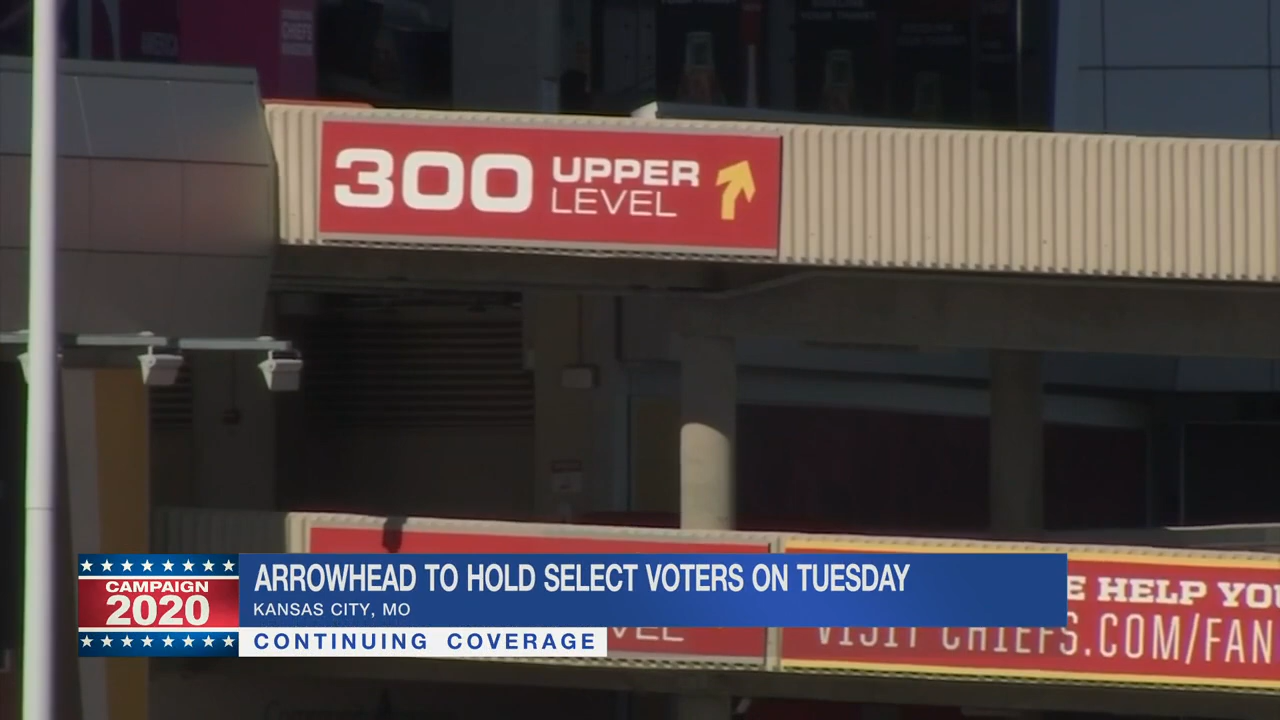 CHIEFS
300 UPPER
LEVEL
E HELP YOU
VISIT CHIEFS.COM/FAN
CAMPAIGN
2020
ARROWHEAD TO HOLD SELECT VOTERS ON TUESDAY
KANSAS CITY, MO
CONTINUING COVERAGE